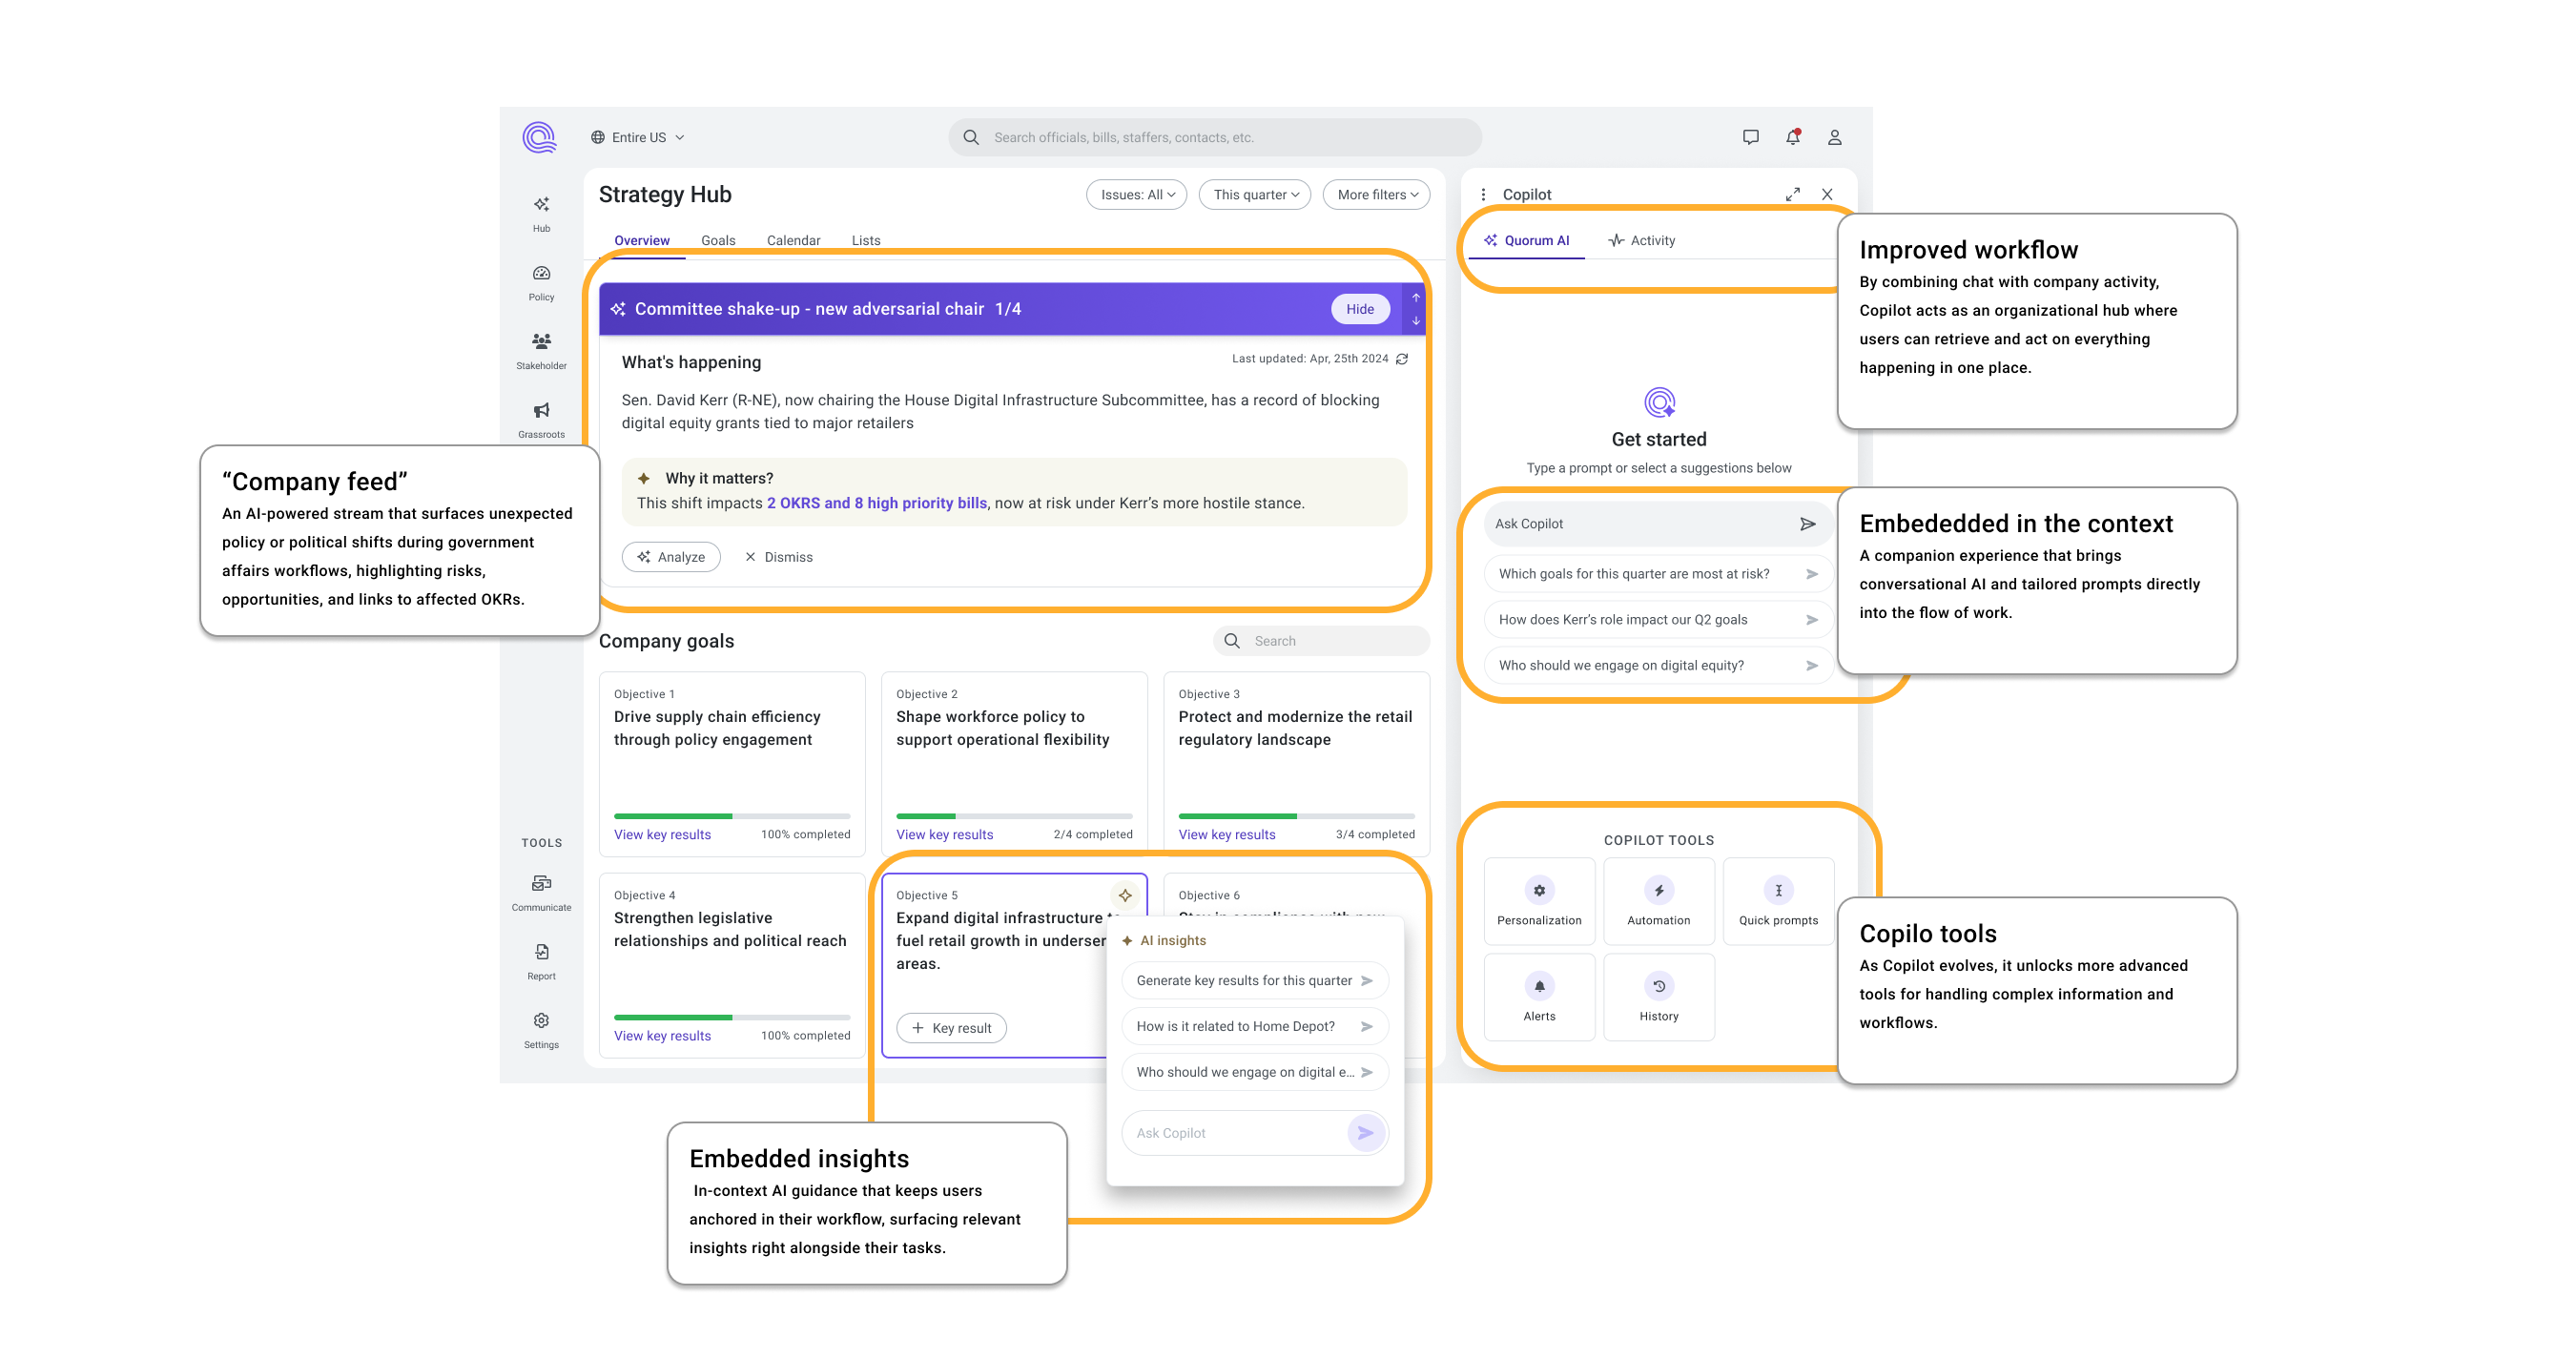 Entire US
Search officials, bills, staffers, contacts, etc.
Hub
Policy
Stakeholder
Grassroots
TOOLS
Communicate
Report
Settings
Strategy Hub
Issues: All
This quarter
More filters
Overview
Goals
Calendar
Lists
Committee shake-up - new adversarial chair 1/4
Hide
What's happening
Last updated: Apr, 25th 2024
Sen. David Kerr (R-NE), now chairing the House Digital Infrastructure Subcommittee, has a record of blocking
digital equity grants tied to major retailers
Why it matters?
This shift impacts 2 OKRS and 8 high priority bills, now at risk under Kerr’s more hostile stance.
Analyze
Dismiss
Company goals
Search
Objective 1
Drive supply chain efficiency
through policy engagement
View key results
100% completed
Objective 2
Shape workforce policy to
support operational flexibility
View key results
2/4 completed
Objective 3
Protect and modernize the retail
regulatory landscape
View key results
3/4 completed
Objective 4
Strengthen legislative
relationships and political reach
View key results
100% completed
Objective 5
Expand digital infrastructure
fuel retail growth in
areas.
Key result
Objective 6
AI insights
Generate key results for this quarter
How is it related to Home Depot?
Who should we engage on digital e...
Ask Copilot
Copilot
Quorum AI
Activity
Get started
Type a prompt or select a suggestions below
Ask Copilot
Which goals for this quarter are most at risk?
How does Kerr’s role impact our Q2 goals
Who should we engage on digital equity?
COPILOT TOOLS
Personalization
Automation
Quick prompts
Alerts
History
“Company feed”
An AI-powered stream that surfaces unexpected
policy or political shifts during government
affairs workflows, highlighting risks,
opportunities, and links to affected OKRs.
Improved workflow
By combining chat with company activity,
Copilot acts as an organizational hub where
users can retrieve and act on everything
happening in one place.
Embededded in the context
A companion experience that brings
conversational AI and tailored prompts directly
into the flow of work.
Copilo tools
As Copilot evolves, it unlocks more advanced
tools for handling complex information and
workflows.
Embedded insights
In-context AI guidance that keeps users
anchored in their workflow, surfacing relevant
insights right alongside their tasks.